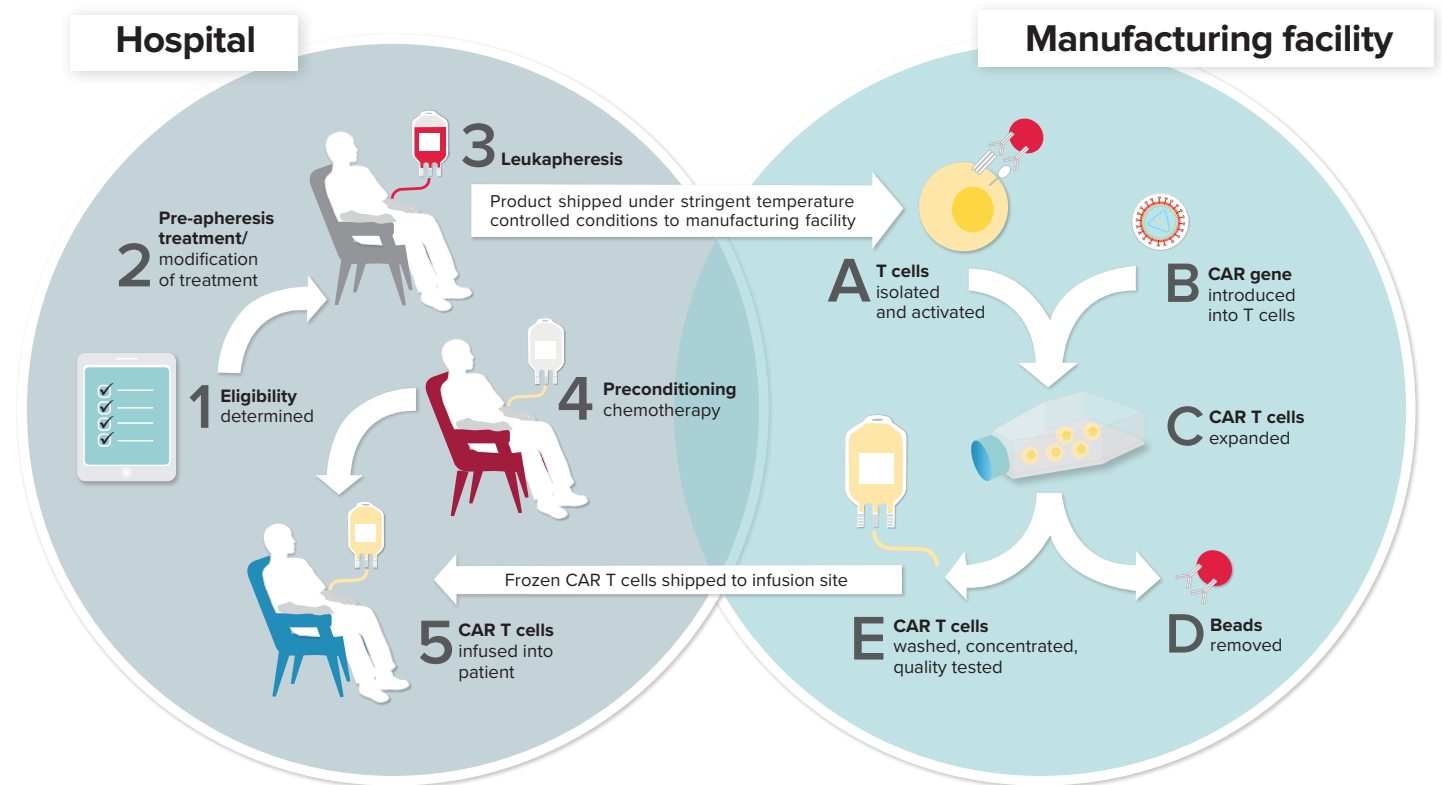 Hospital
Manufacturing facility
3 Leukapheresis
Product shipped under stringent temperature
controlled conditions to manufacturing facility
2 Pre-apheresis
treatment/
modification
of treatment
1 Eligibility
determined
4 Preconditioning
chemotherapy
5 CAR T cells
infused into
patient
A T cells
isolated
and activated
B CAR gene
introduced
into T cells
C CAR T cells
expanded
D Beads
removed
E CAR T cells
washed, concentrated,
quality tested
Frozen CAR T cells shipped to infusion site